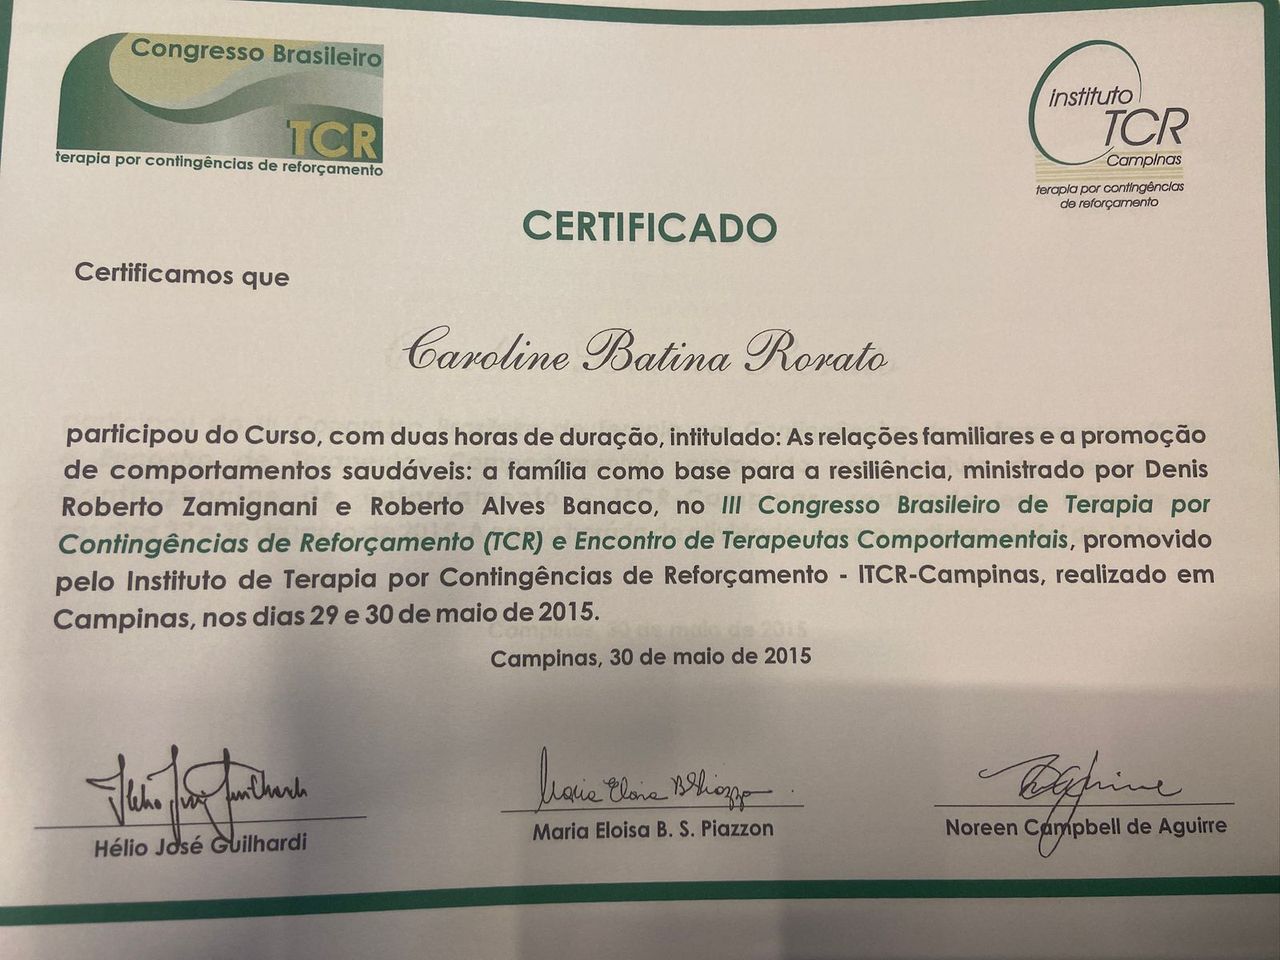 Congresso Brasileiro
TCR
terapia por contingências de reforçamento
instituto
TCR
Campinas
terapia por contingências
de reforçamento
CERTIFICADO
Certificamos que
Caroline Batina Rorato
participou do Curso, com duas horas de duração, intitulado: As relações familiares e a promoção
de comportamentos saudáveis: a família como base para a resiliência, ministrado por Denis
Roberto Zamignani e Roberto Alves Banaco, no III Congresso Brasileiro de Terapia por
Contingências de Reforçamento (TCR) e Encontro de Terapeutas Comportamentais, promovido
pelo Instituto de Terapia por Contingências de Reforçamento - ITCR-Campinas, realizado em
Campinas, nos dias 29 e 30 de maio de 2015.
Campinas, 30 de maio de 2015
Hélio José Guilhardi
Maria Eloisa B. S. Piazzon
Noreen Campbell de Aguirre